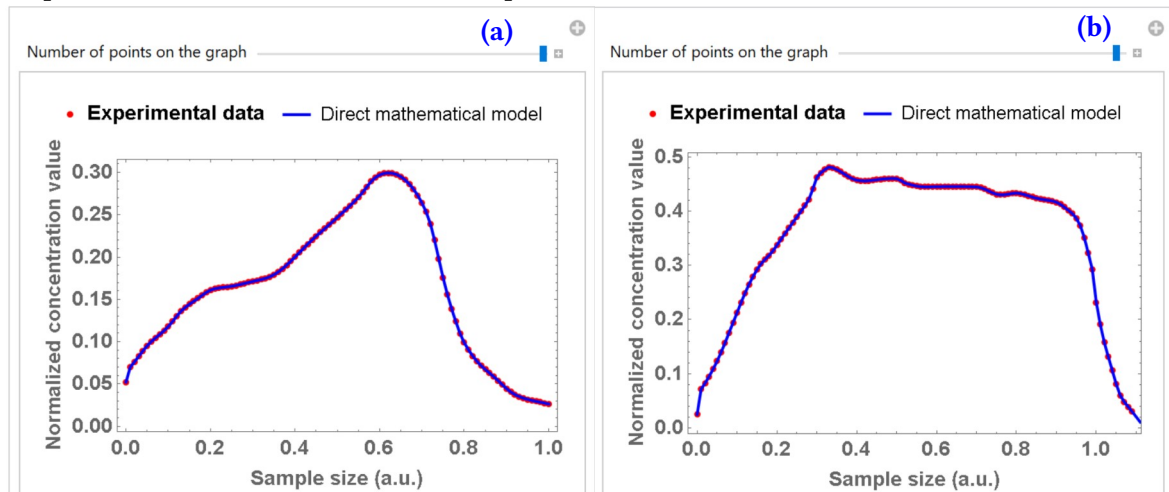 (a)
Number of points on the graph
Experimental data Direct mathematical model
Normalized concentration value
0.30
0.25
0.20
0.15
0.10
0.05
0.00
0.0 0.2 0.4 0.6 0.8 1.0
Sample size (a.u.)
(b)
Number of points on the graph
Experimental data Direct mathematical model
Normalized concentration value
0.5
0.4
0.3
0.2
0.1
0.0
0.0 0.2 0.4 0.6 0.8 1.0
Sample size (a.u.)